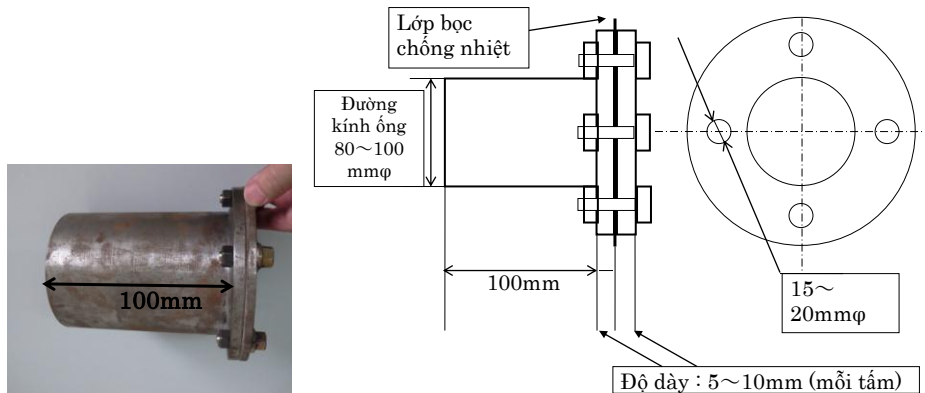 Lớp bọc
chống nhiệt
Đường
kính ống
80~100
mmφ
100mm
100mm
15~
20mmφ
Độ dày : 5~10mm (mỗi tấm)